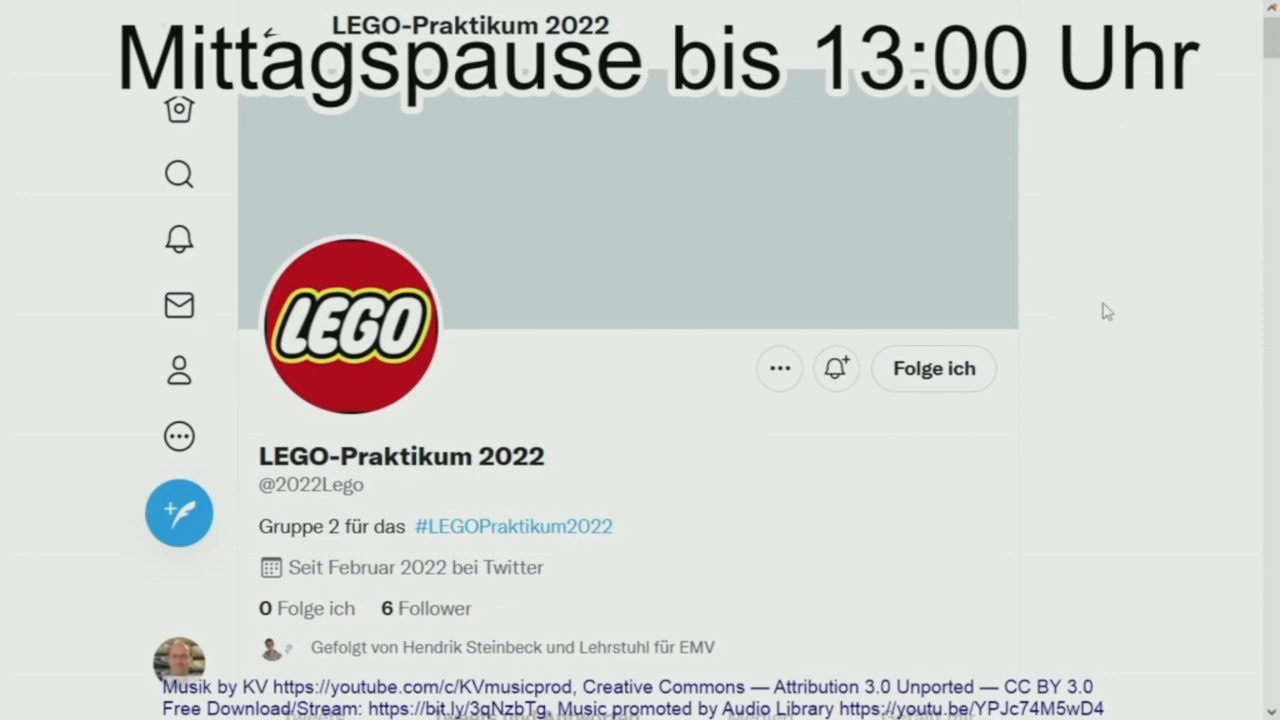 LEGO-Praktikum 2022
Mittagspause bis 13:00 Uhr
LEGO
Folge ich
LEGO-Praktikum 2022
@2022Lego
Gruppe 2 für das #LEGOPraktikum2022
Seit Februar 2022 bei Twitter
0 Folge ich 6 Follower
Gefolgt von Hendrik Steinbeck und Lehrstuhl für EMV
Musik by KV https://youtube.com/c/KVmusicprod, Creative Commons — Attribution 3.0 Unported — CC BY 3.0
Free Download/Stream: https://bit.ly/3qNzbTg, Music promoted by Audio Library https://youtu.be/YPJc74M5wD4